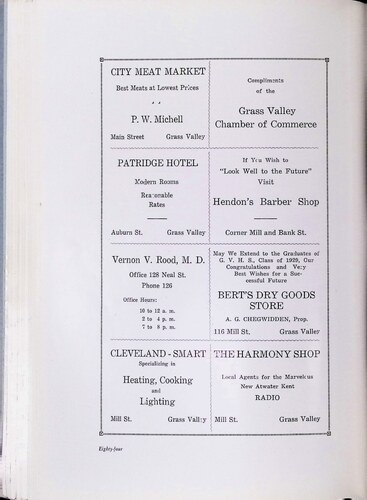 CITY MEAT MARKET
Best Meats at Lowest Prices
P. W. Michell
Main Street Grass Valley
Compliments
of the
Grass Valley
Chamber of Commerce
PATRIDGE HOTEL
Modern Rooms
Reasonable
Rates
Auburn St. Grass Valley
If You Wish to
"Look Well to the Future"
Visit
Hendon's Barber Shop
Corner Mill and Bank St.
Vernon V. Rood, M. D.
Office 128 Neal St.
Phone 126
Office Hours:
10 to 12 a. m.
2 to 4 p. m.
7 to 8 p. m.
May We Extend to the Graduates of
G. V. H. S., Class of 1929, Our
Congratulations and Very
Best Wishes for a Suc-
cessful Future
BERT'S DRY GOODS
STORE
A. G. CHEGWIDDEN, Prop.
116 Mill St. Grass Valley
CLEVELAND - SMART
Specializing in
Heating, Cooking
and
Lighting
Mill St. Grass Valley
THE HARMONY SHOP
Local Agents for the Marvelous
New Atwater Kent
RADIO
Mill St. Grass Valley
Eighty-four